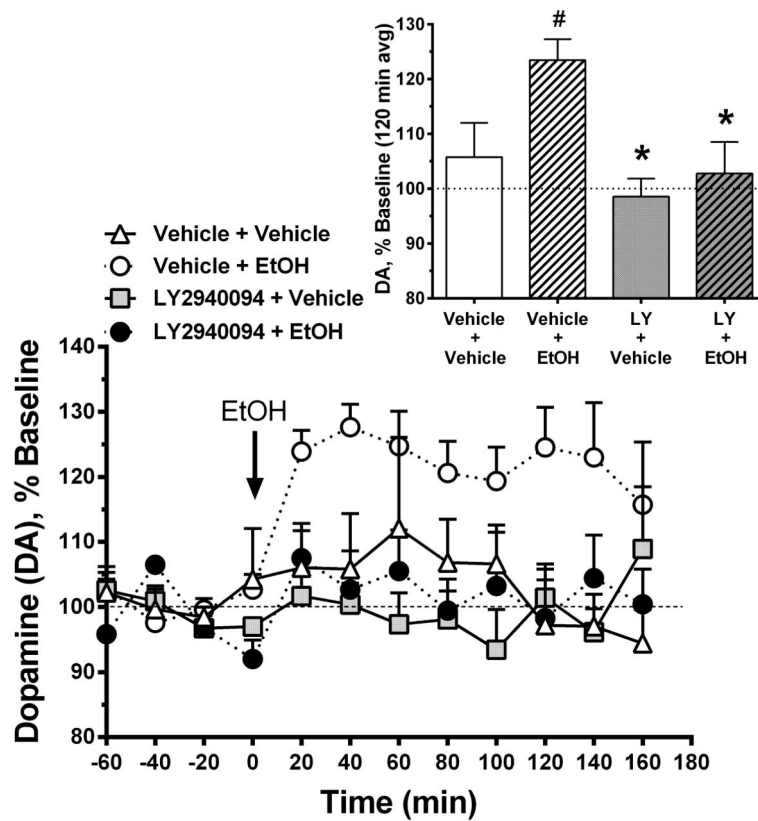 DA, % Baseline (120 min avg)
130
120
110
100
90
80
#
*
*
Vehicle + Vehicle
Vehicle + EtOH
LY + Vehicle
LY + EtOH
Vehicle + Vehicle
Vehicle + EtOH
LY2940094 + Vehicle
LY2940094 + EtOH
Dopamine (DA), % Baseline
140
130
120
110
100
90
80
EtOH
-60 -40 -20 0 20 40 60 80 100 120 140 160 180
Time (min)